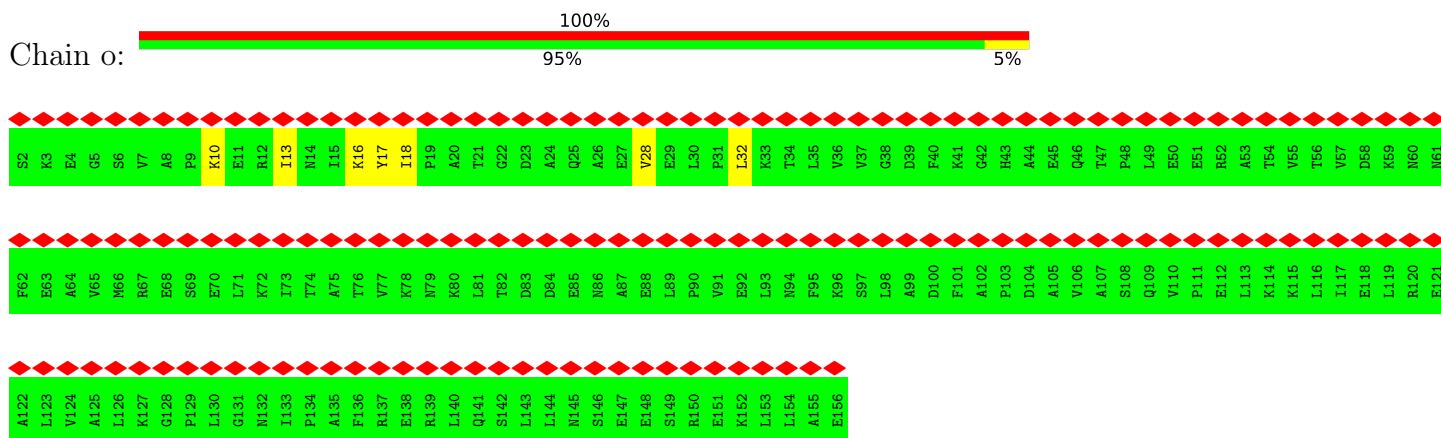 100%
Chain o:
95% 5%
S2 K3 E4 G5 S6 V7 A8 P9 K10 E11 R12 I13 N14 I15 K16 Y17 I18 P19 A20 T21 G22 D23 A24 Q25 A26 E27 V28 E29 L30 P31 L32 K33 T34 L35 V36 V37 G38 D39 F40 K41 G42 H43 A44 E45 Q46 T47 P48 L49 E50 E51 R52 A53 T54 V55 T56 V57 D58 K59 N60 N61
F62 E63 A64 V65 M66 R67 E68 S69 E70 L71 K72 I73 T74 A75 T76 V77 K78 N79 K80 L81 T82 D83 D84 E85 N86 A87 E88 L89 P90 V91 E92 L93 N94 F95 K96 S97 L98 A99 D100 F101 A102 P103 D104 A105 V106 A107 S108 Q109 V110 P111 E112 L113 K114 K115 L116 I117 E118 L119 R120 E121
A122 L123 V124 A125 L126 K127 G128 P129 L130 G131 N132 I133 P134 A135 F136 R137 E138 R139 L140 Q141 S142 L143 L144 N145 S146 E147 E148 S149 R150 E151 K152 L153 L154 A155 E156